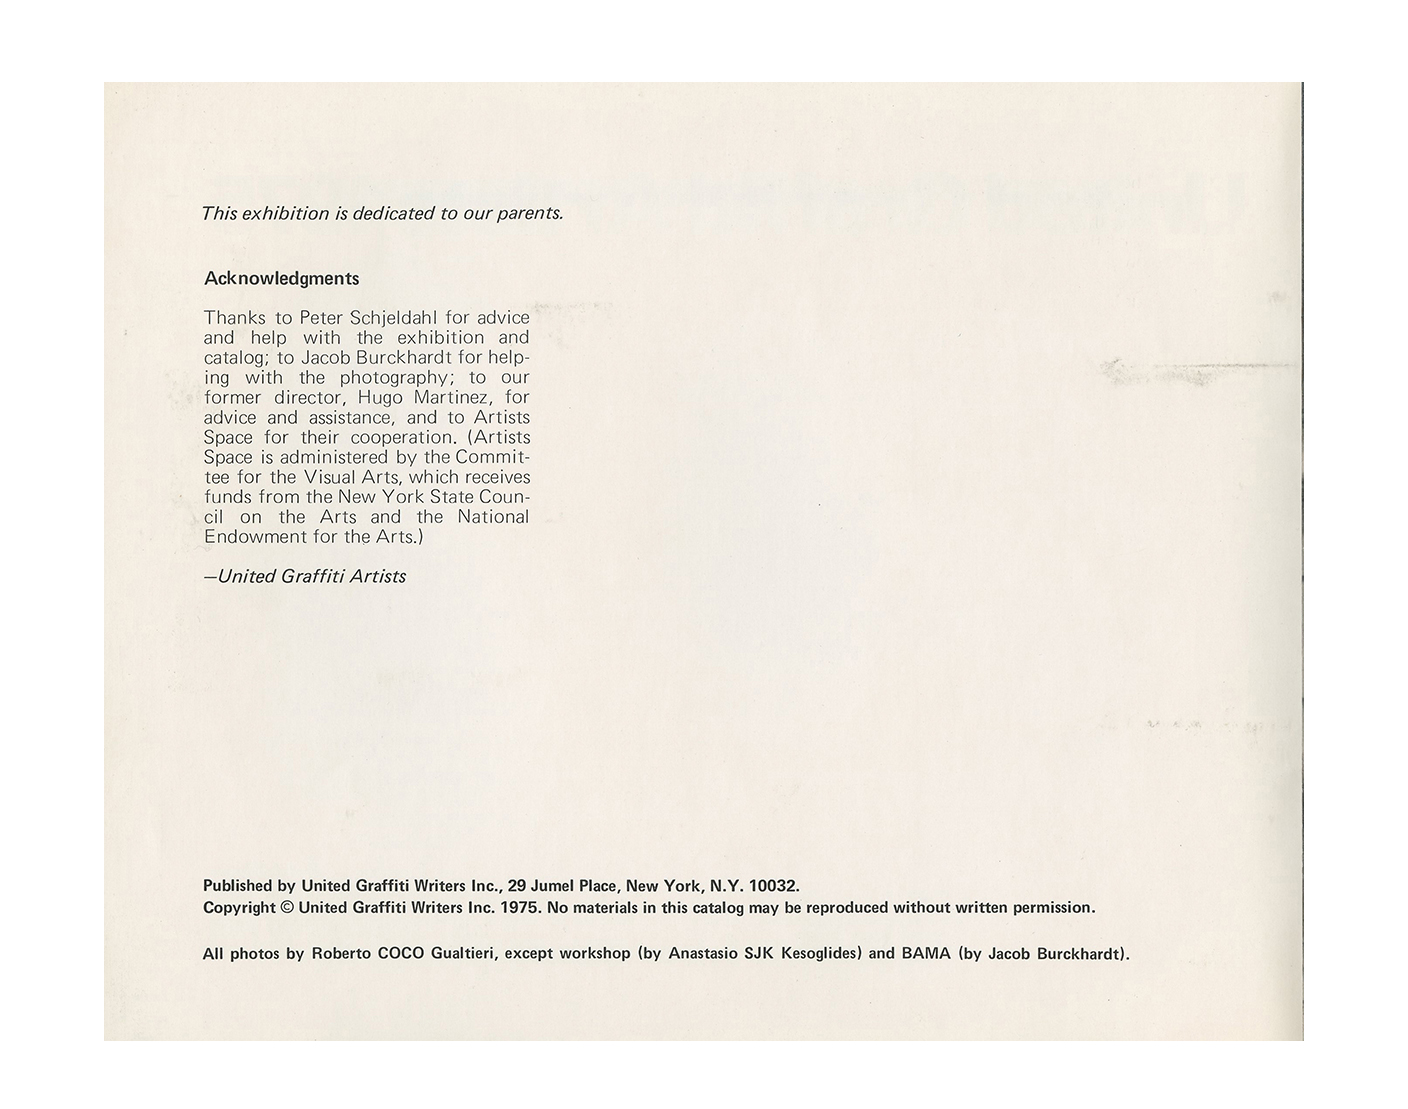 This exhibition is dedicated to our parents.
Acknowledgments
Thanks to Peter Schjeldahl for advice
and help with the exhibition and
catalog; to Jacob Burckhardt for help-
ing with the photography; to our
former director, Hugo Martinez, for
advice and assistance, and to Artists
Space for their cooperation. (Artists
Space is administered by the Commit-
tee for the Visual Arts, which receives
funds from the New York State Coun-
cil on the Arts and the National
Endowment for the Arts.)
—United Graffiti Artists
Published by United Graffiti Writers Inc., 29 Jumel Place, New York, N.Y. 10032.
Copyright © United Graffiti Writers Inc. 1975. No materials in this catalog may be reproduced without written permission.
All photos by Roberto COCO Gualtieri, except workshop (by Anastasio SJK Kesoglides) and BAMA (by Jacob Burckhardt).